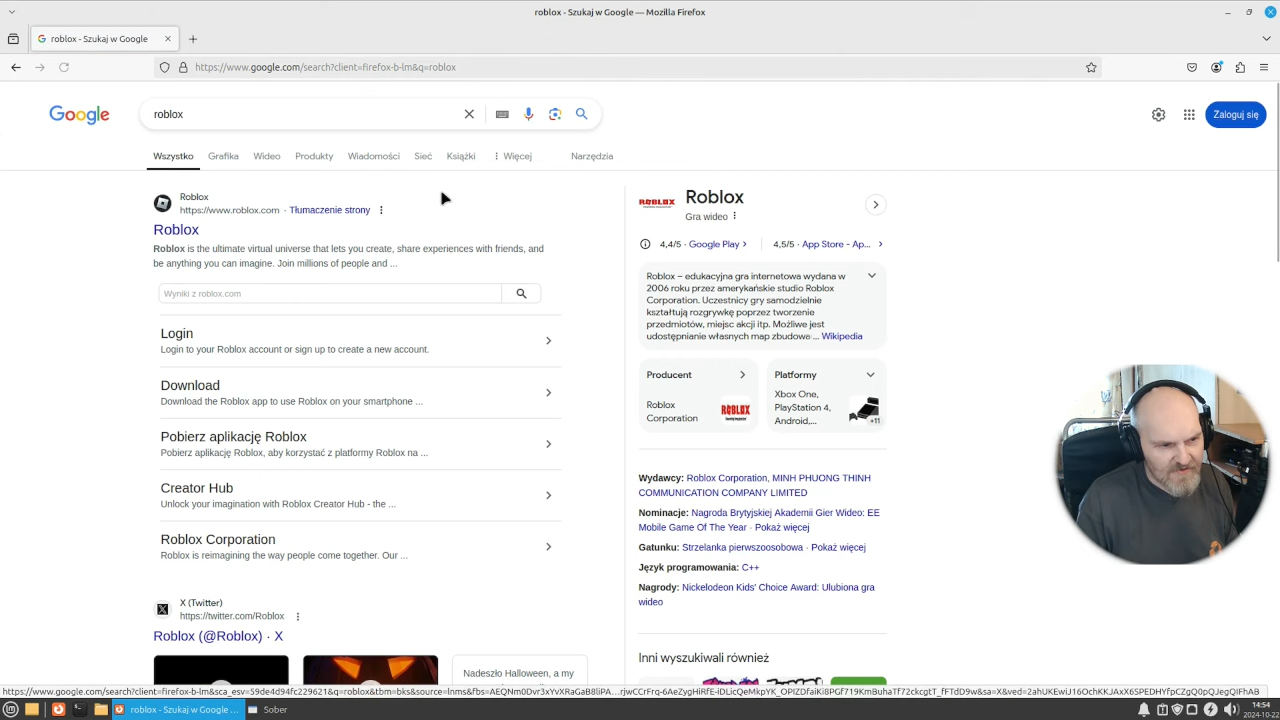 roblox - Szukaj w Google — Mozilla Firefox
roblox - Szukaj w Google
https://www.google.com/search?client=firefox-b-lm&q=roblox
Google
roblox
Zaloguj się
Wszystko
Grafika
Wideo
Produkty
Wiadomości
Sieć
Książki
Więcej
Narzędzia
Roblox
https://www.roblox.com · Tłumaczenie strony
Roblox
Roblox is the ultimate virtual universe that lets you create, share experiences with friends, and
be anything you can imagine. Join millions of people and ...
Wyniki z roblox.com
Login
Login to your Roblox account or sign up to create a new account.
Download
Download the Roblox app to use Roblox on your smartphone ...
Pobierz aplikację Roblox
Pobierz aplikację Roblox, aby korzystać z platformy Roblox na ...
Creator Hub
Unlock your imagination with Roblox Creator Hub - the ...
Roblox Corporation
Roblox is reimagining the way people come together. Our ...
X (Twitter)
https://twitter.com/Roblox
Roblox (@Roblox) · X
Nadeszło Halloween, a my
ROBLOX
Roblox
Gra wideo
4,4/5 · Google Play
4,5/5 · App Store - Ap...
Roblox – edukacyjna gra internetowa wydana w
2006 roku przez amerykańskie studio Roblox
Corporation. Uczestnicy gry samodzielnie
kształtują rozgrywkę poprzez tworzenie
przedmiotów, miejsc akcji itp. Możliwe jest
udostępnianie własnych map zbudowa... Wikipedia
Producent
Roblox
Corporation
ROBLOX
Platformy
Xbox One,
PlayStation 4,
Android,...
+11
Wydawcy: Roblox Corporation, MINH PHUONG THINH
COMMUNICATION COMPANY LIMITED
Nominacje: Nagroda Brytyjskiej Akademii Gier Wideo: EE
Mobile Game Of The Year · Pokaż więcej
Gatunku: Strzelanka pierwszoosobowa · Pokaż więcej
Język programowania: C++
Nagrody: Nickelodeon Kids' Choice Award: Ulubiona gra
wideo
Inni wyszukiwali również
roblox - Szukaj w Google ...
Sober
14:54
2024-10-22